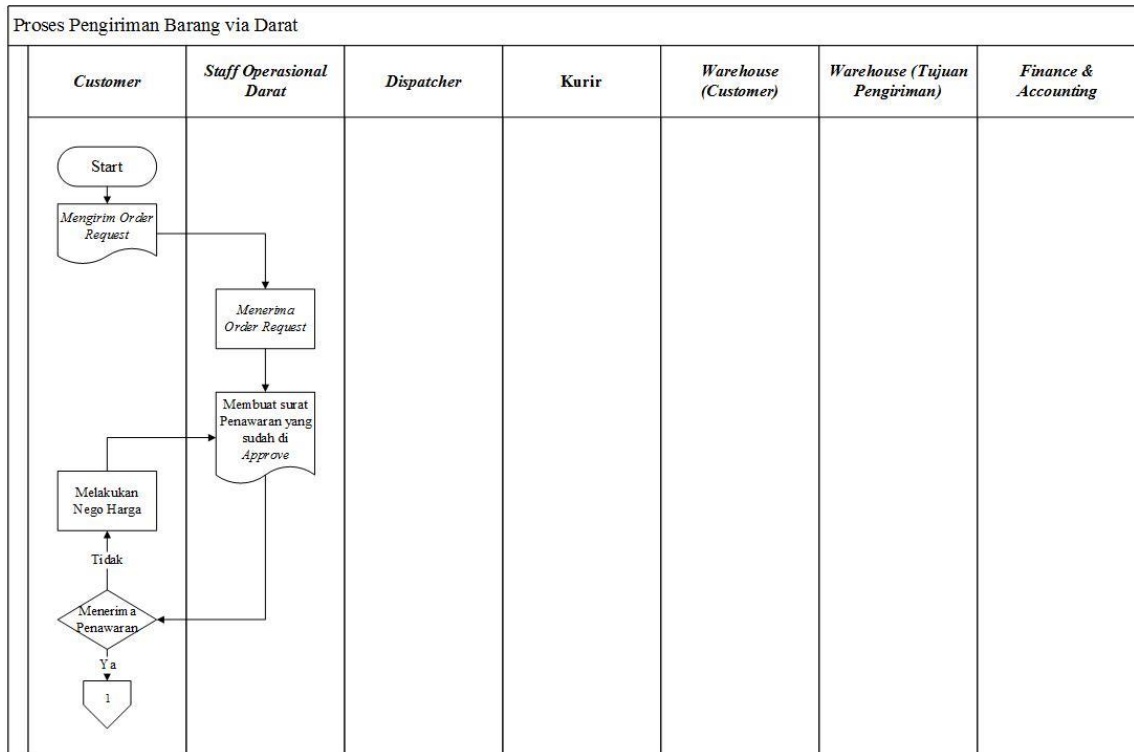 Proses Pengiriman Barang via Darat
Customer
Staff Operasional
Darat
Dispatcher
Kurir
Warehouse
(Customer)
Warehouse (Tujuan
Pengiriman)
Finance &
Accounting
Start
Mengirim Order
Request
Menerima
Order Request
Membuat surat
Penawaran yang
sudah di
Approve
Melakukan
Nego Harga
Tidak
Menerima
Penawaran
Ya
1